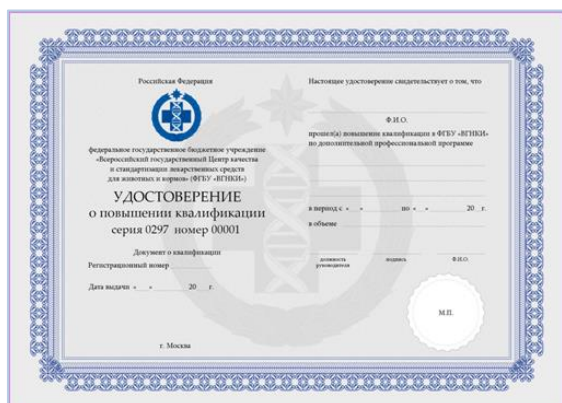 Российская Федерация
федеральное государственное бюджетное учреждение
«Всероссийский государственный Центр качества
и стандартизации лекарственных средств
для животных и кормов» (ФГБУ «ВГНКИ»)
УДОСТОВЕРЕНИЕ
о повышении квалификации
серия 0297 номер 00001
Документ о квалификации
Регистрационный номер
Дата выдачи « » 20 г.
г. Москва
Настоящее удостоверение свидетельствует о том, что
Ф.И.О.
прошел(а) повышение квалификации в ФГБУ «ВГНКИ»
по дополнительной профессиональной программе
в период с « » по « » 20 г.
в объеме
должность подпись Ф.И.О.
руководителя
М.П.